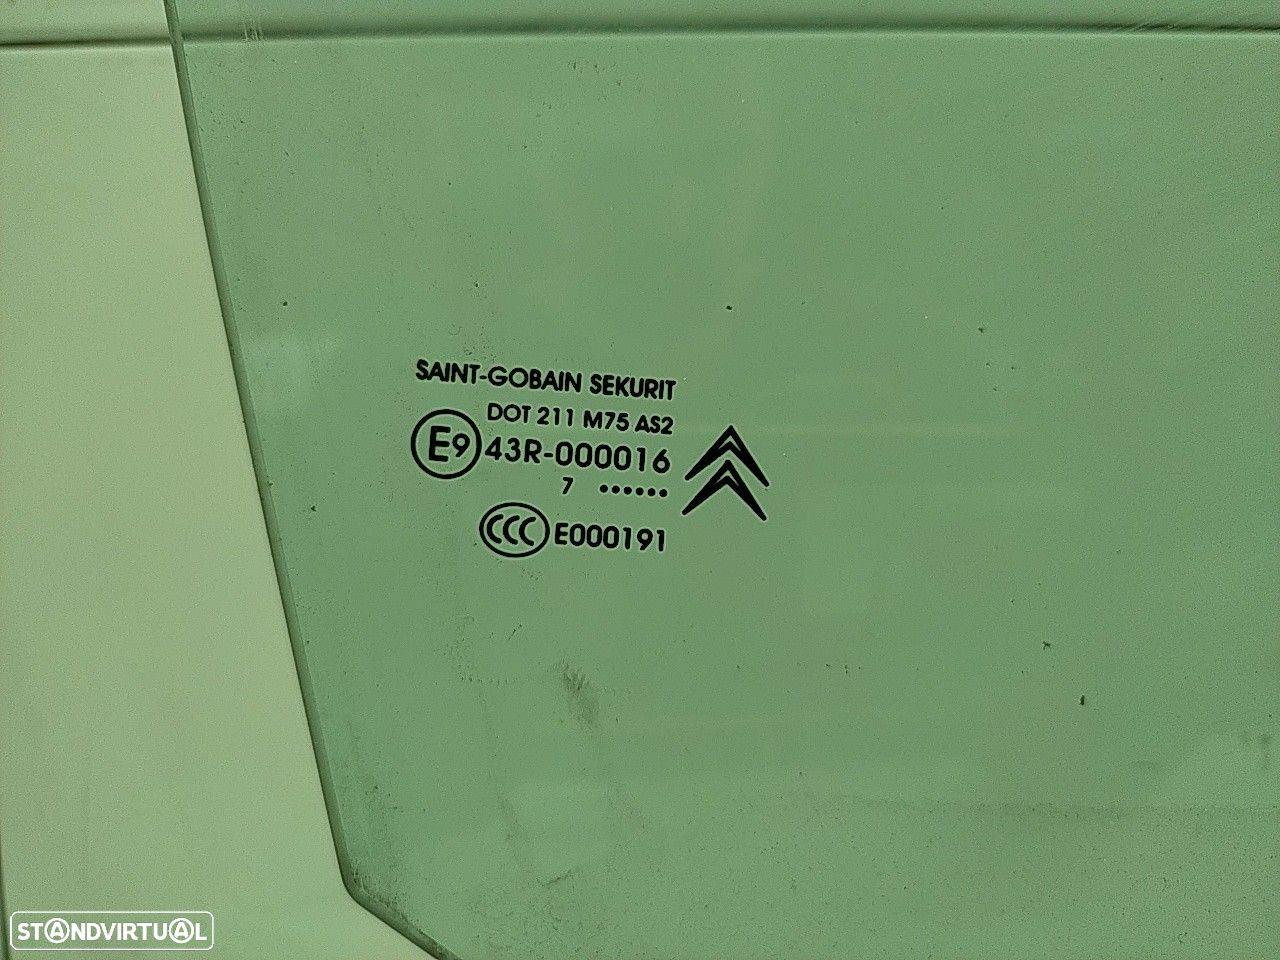 SAINT-GOBAIN SEKURIT
DOT 211 M75 AS2
E9 43R-000016
7 ••••••
CCC E000191
STANDVIRTUAL